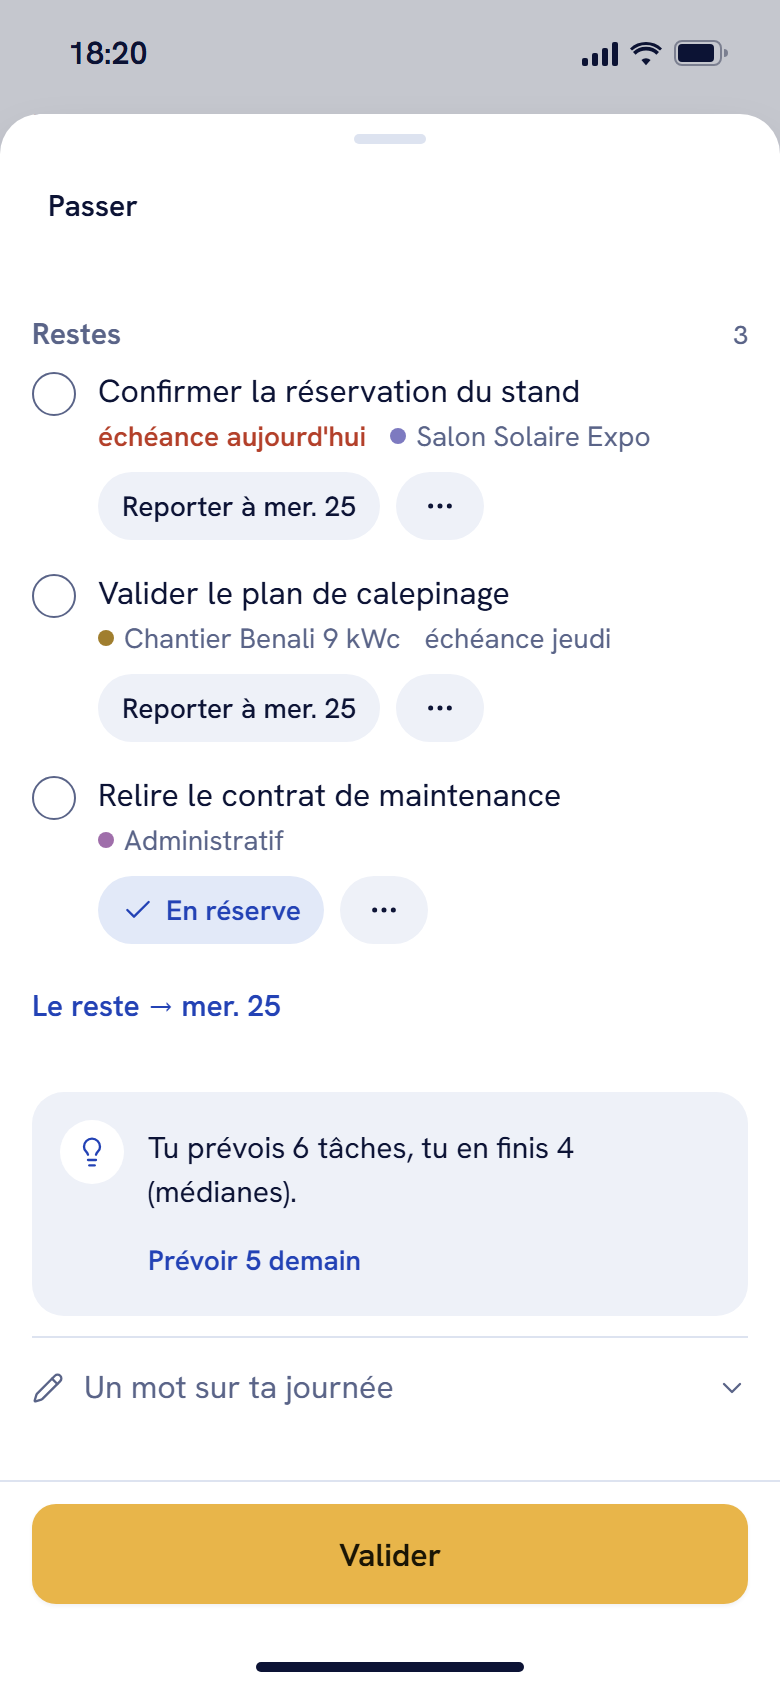 18:20
Passer
Restes 3
Confirmer la réservation du stand
échéance aujourd'hui Salon Solaire Expo
Reporter à mer. 25 ···
Valider le plan de calepinage
Chantier Benali 9 kWc échéance jeudi
Reporter à mer. 25 ···
Relire le contrat de maintenance
Administratif
En réserve ···
Le reste → mer. 25
Tu prévois 6 tâches, tu en finis 4
(médianes).
Prévoir 5 demain
Un mot sur ta journée
Valider